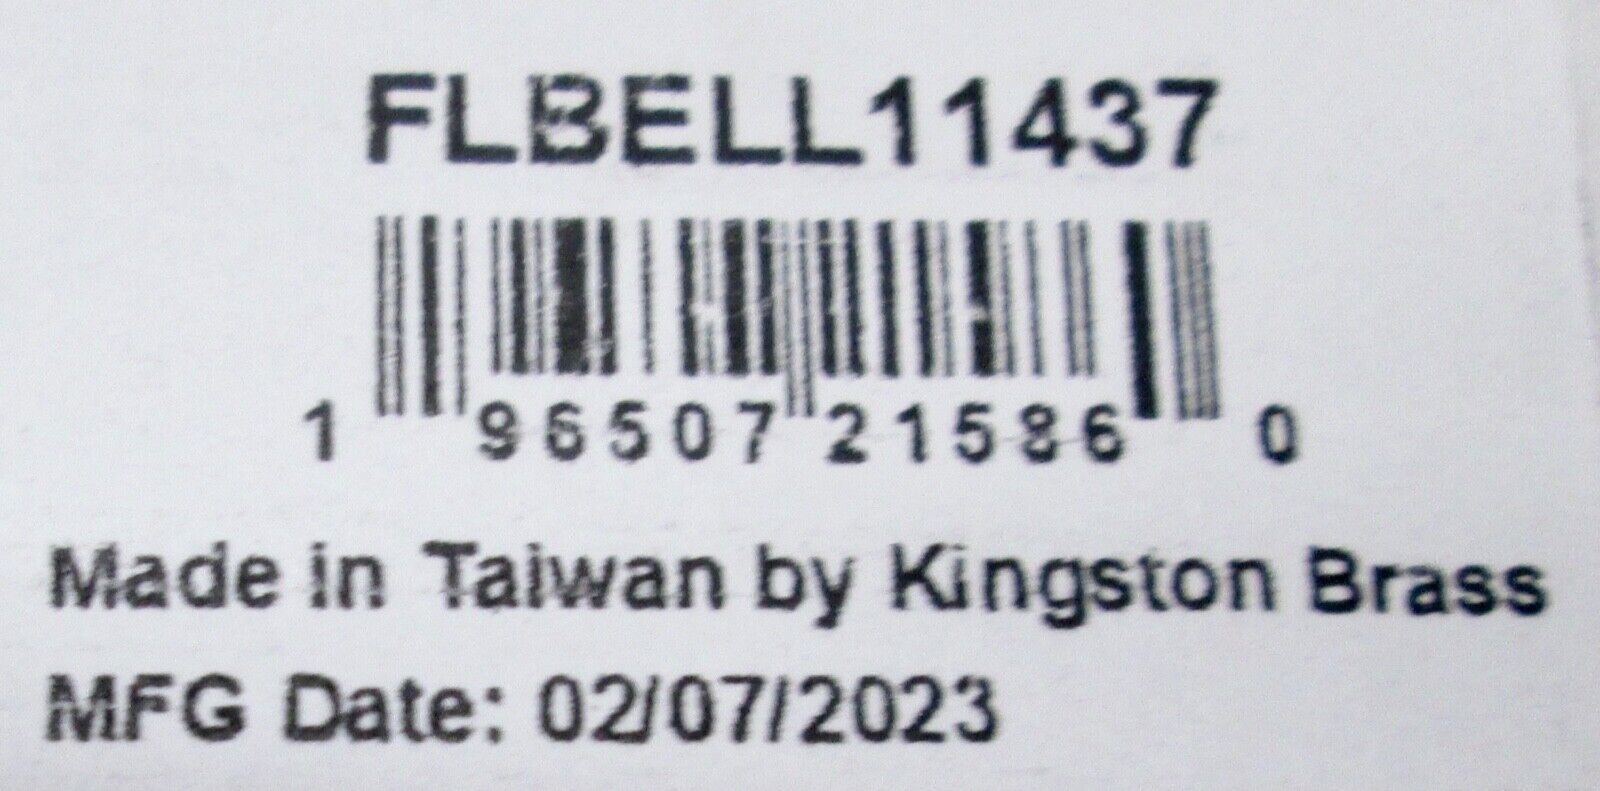 FLBELL11437
1 96507 21586 0
Made in Taiwan by Kingston Brass
MFG Date: 02/07/2023